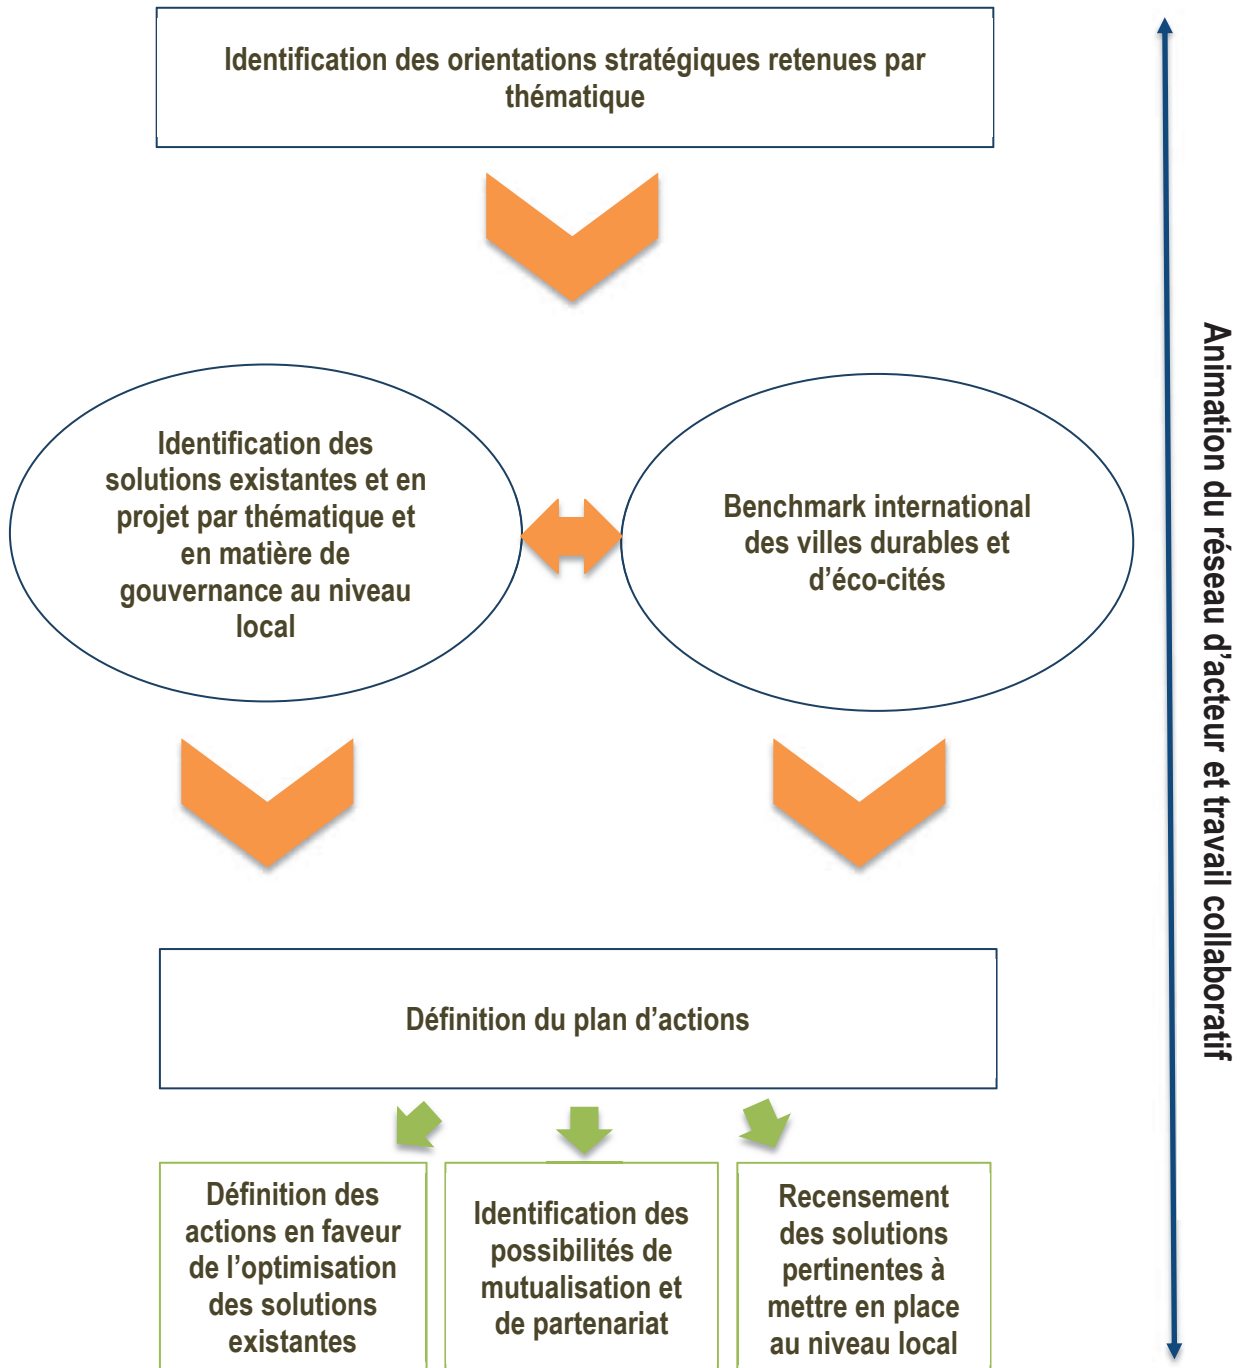 Identification des orientations stratégiques retenues par
thématique
Identification des
solutions existantes et en
projet par thématique et
en matière de
gouvernance au niveau
local
Benchmark international
des villes durables et
d’éco-cités
Définition du plan d’actions
Définition des
actions en faveur
de l’optimisation
des solutions
existantes
Identification des
possibilités de
mutualisation et
de partenariat
Recensement
des solutions
pertinentes à
mettre en place
au niveau local
Animation du réseau d’acteur et travail collaboratif